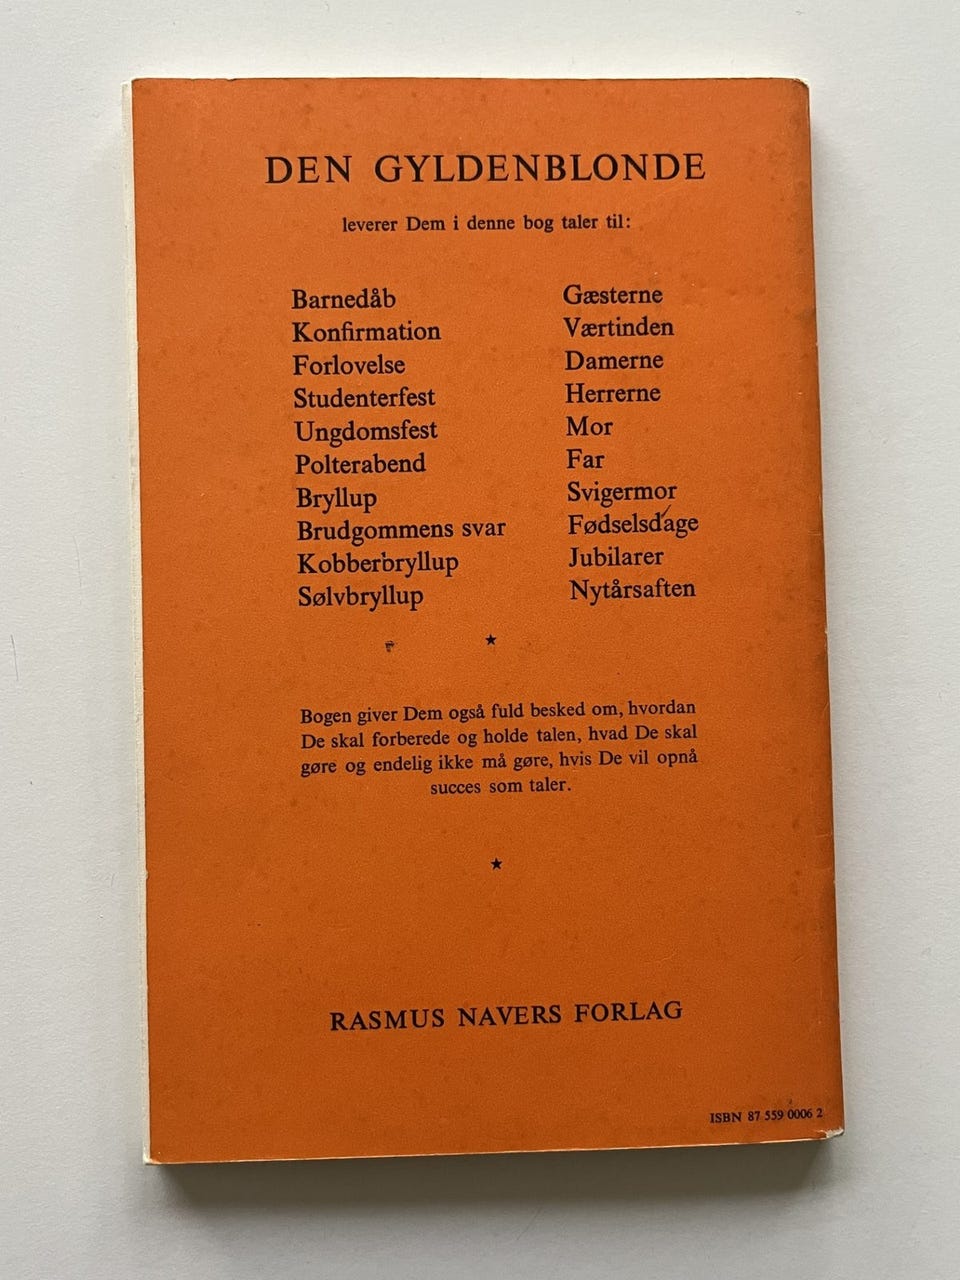 DEN GYLDENBLONDE
leverer Dem i denne bog taler til:
Barnedåb
Konfirmation
Forlovelse
Studenterfest
Ungdomsfest
Polterabend
Bryllup
Brudgommens svar
Kobberbryllup
Sølvbryllup
Gæsterne
Værtinden
Damerne
Herrerne
Mor
Far
Svigermor
Fødselsdage
Jubilarer
Nytårsaften
Bogen giver Dem også fuld besked om, hvordan
De skal forberede og holde talen, hvad De skal
gøre og endelig ikke må gøre, hvis De vil opnå
succes som taler.
RASMUS NAVERS FORLAG
ISBN 87 559 0006 2